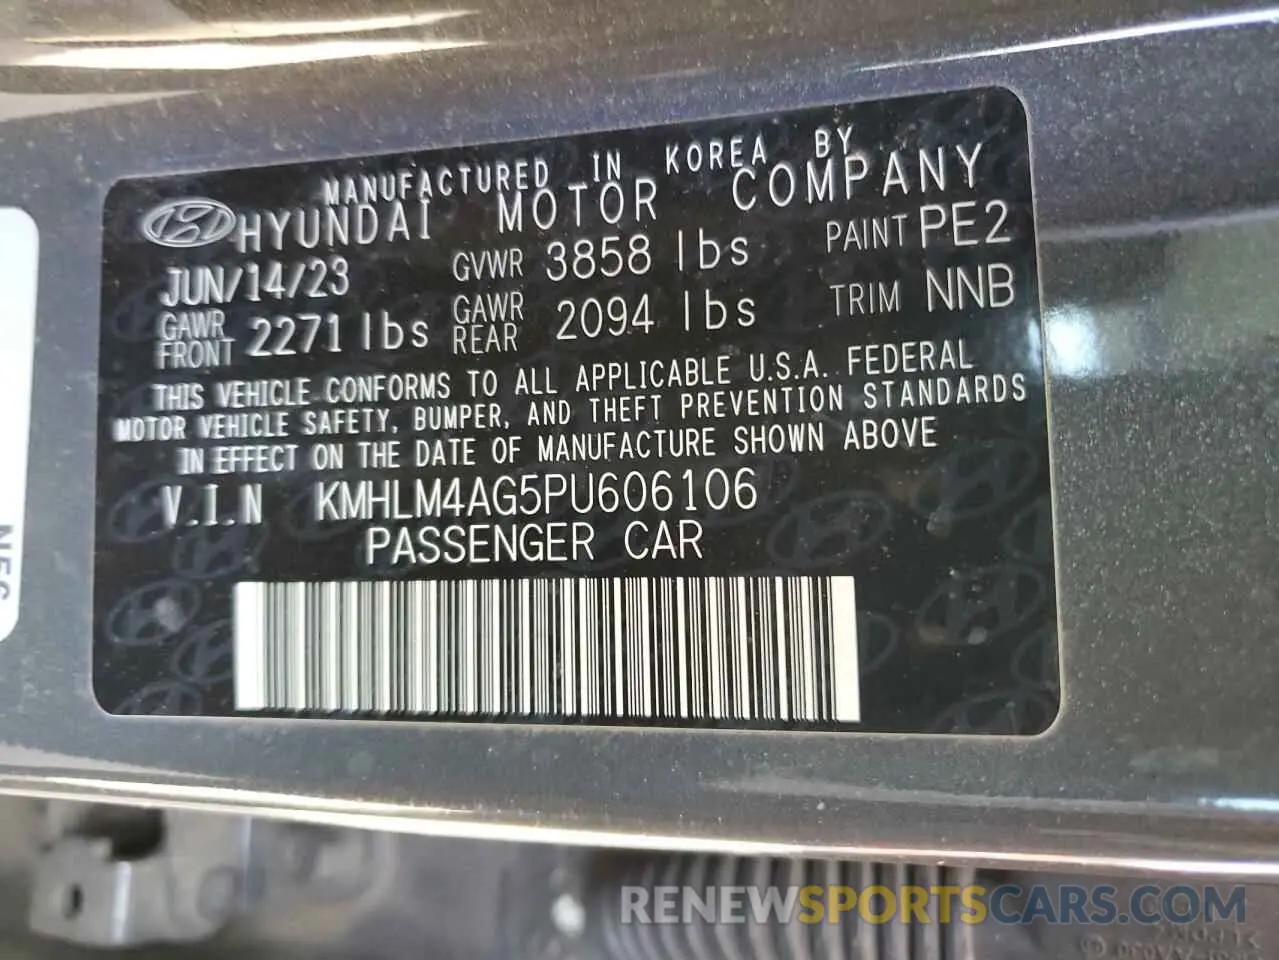 MANUFACTURED IN KOREA BY
HYUNDAI MOTOR COMPANY
JUN/14/23 GVWR 3858 lbs PAINT PE2
GAWR FRONT 2271 lbs GAWR REAR 2094 lbs TRIM NNB
THIS VEHICLE CONFORMS TO ALL APPLICABLE U.S.A. FEDERAL
MOTOR VEHICLE SAFETY, BUMPER, AND THEFT PREVENTION STANDARDS
IN EFFECT ON THE DATE OF MANUFACTURE SHOWN ABOVE
V.I.N KMHLM4AG5PU606106
PASSENGER CAR
RENEWSPORTSCARS.COM